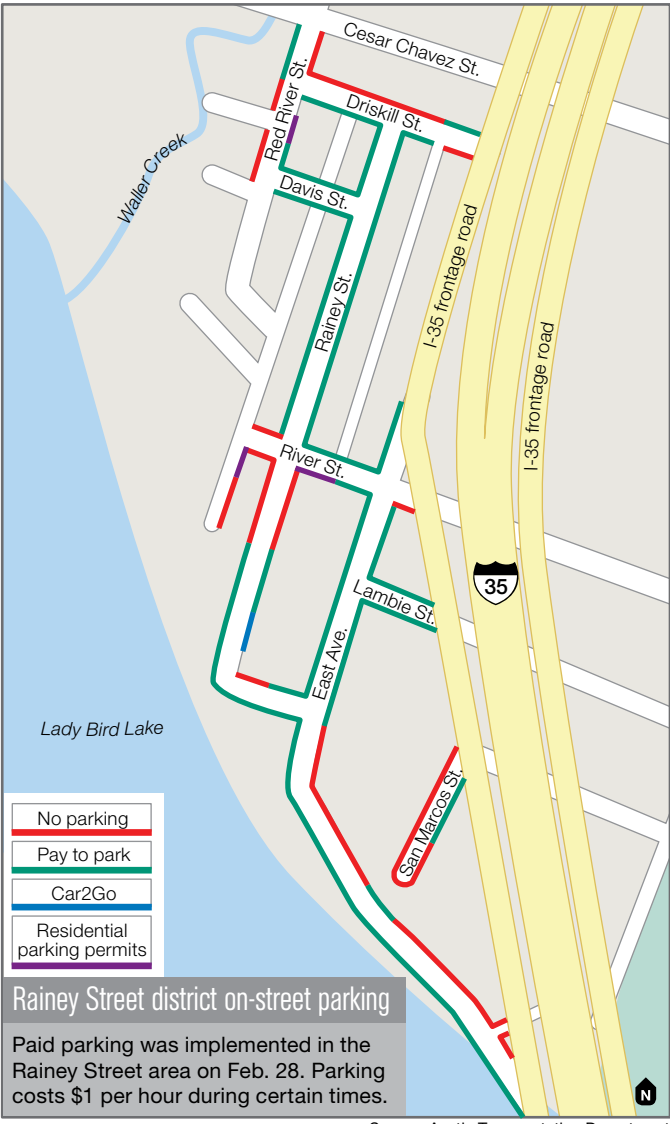 Cesar Chavez St.
Red River St.
Driskill St.
Waller Creek
Davis St.
I-35 frontage road
Rainey St.
I-35 frontage road
River St.
35
Lambie St.
East Ave.
Lady Bird Lake
San Marcos St.
No parking
Pay to park
Car2Go
Residential
parking permits
Rainey Street district on-street parking
Paid parking was implemented in the
Rainey Street area on Feb. 28. Parking
costs $1 per hour during certain times.
N